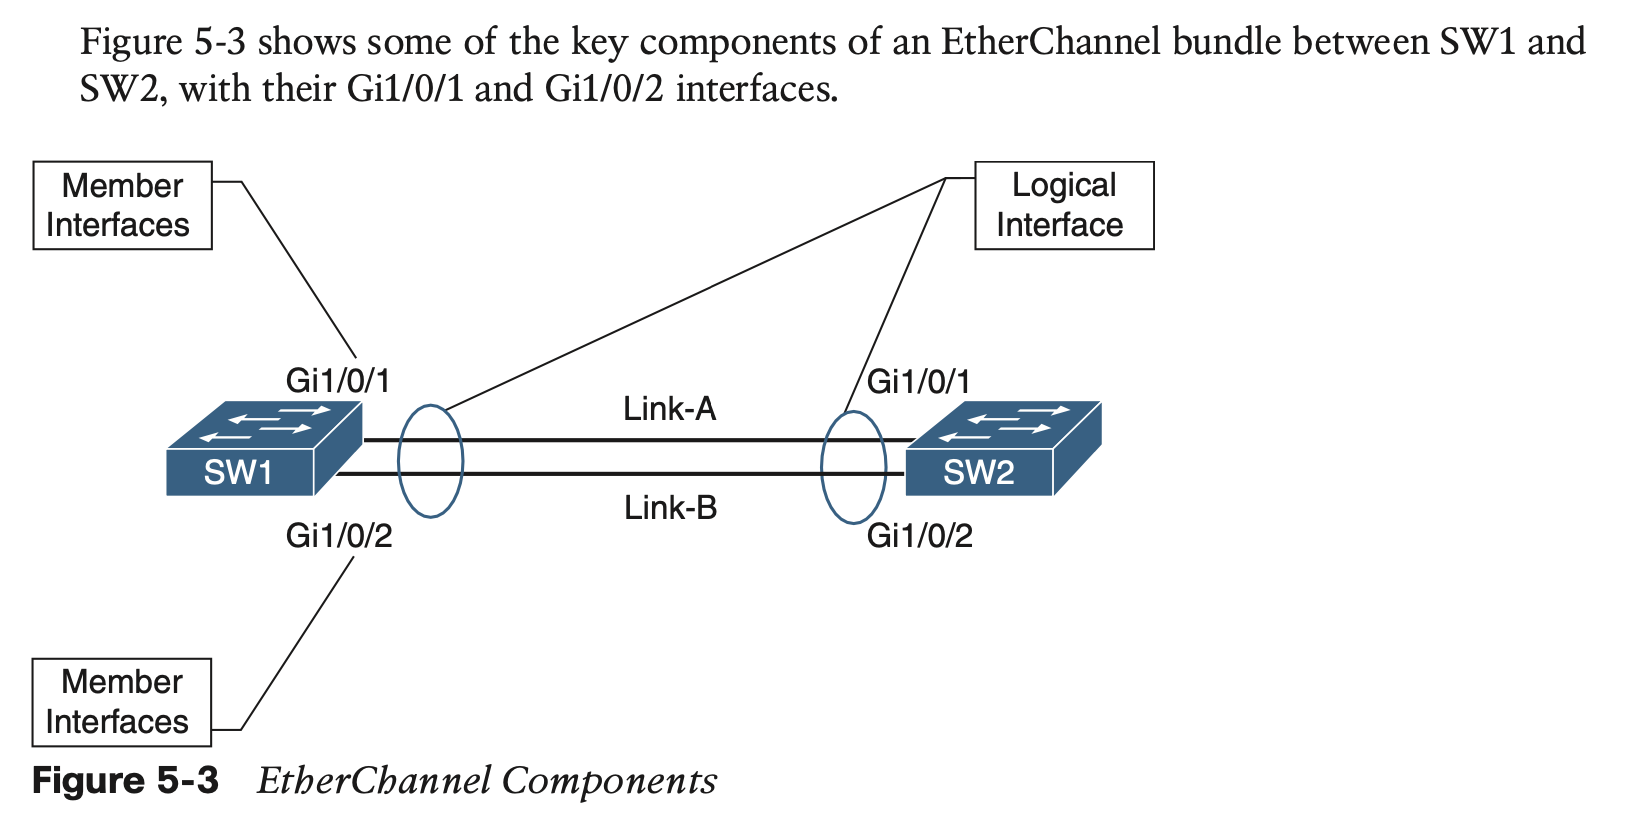 Figure 5-3 shows some of the key components of an EtherChannel bundle between SW1 and
SW2, with their Gi1/0/1 and Gi1/0/2 interfaces.
Member
Interfaces
Logical
Interface
Gi1/0/1
Gi1/0/1
Link-A
SW1
SW2
Link-B
Gi1/0/2
Gi1/0/2
Member
Interfaces
Figure 5-3 EtherChannel Components